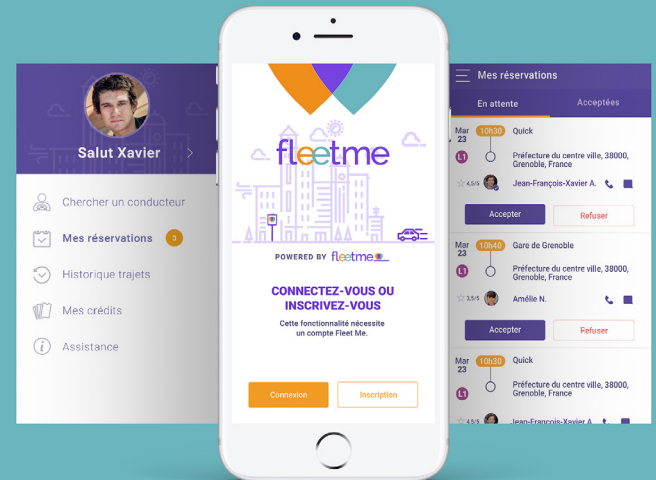 Salut Xavier
Chercher un conducteur
Mes réservations 3
Historique trajets
Mes crédits
Assistance
fleetme
POWERED BY fleetme
CONNECTEZ-VOUS OU
INSCRIVEZ-VOUS
Cette fonctionnalité nécessite
un compte Fleet Me.
Connexion Inscription
Mes réservations
En attente Acceptées
Mar 10h30 Quick
23
L1 Préfecture du centre ville, 38000,
Grenoble, France
4,5/5 Jean-François-Xavier A.
Accepter Refuser
Mar 10h40 Gare de Grenoble
23
L1 Préfecture du centre ville, 38000,
Grenoble, France
3,5/5 Amélie N.
Accepter Refuser
Mar 10h30 Quick
23
L1 Préfecture du centre ville, 38000,
Grenoble, France
4,5/5 Jean-François-Xavier A.